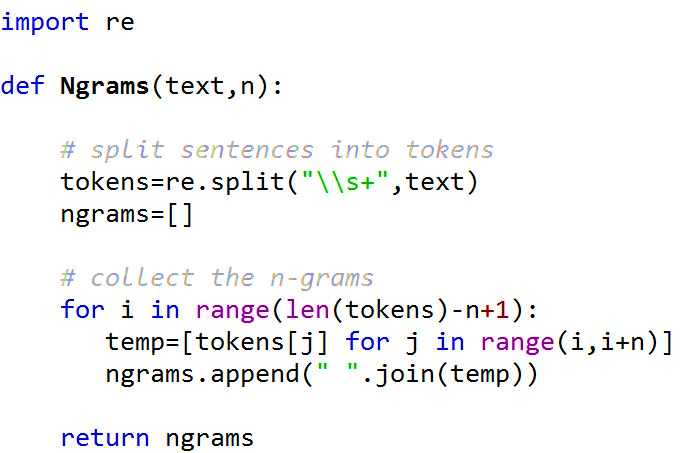 import re
def Ngrams(text,n):
# split sentences into tokens
tokens=re.split("\\s+",text)
ngrams=[]
# collect the n-grams
for i in range(len(tokens)-n+1):
temp=[tokens[j] for j in range(i,i+n)]
ngrams.append(" ".join(temp))
return ngrams